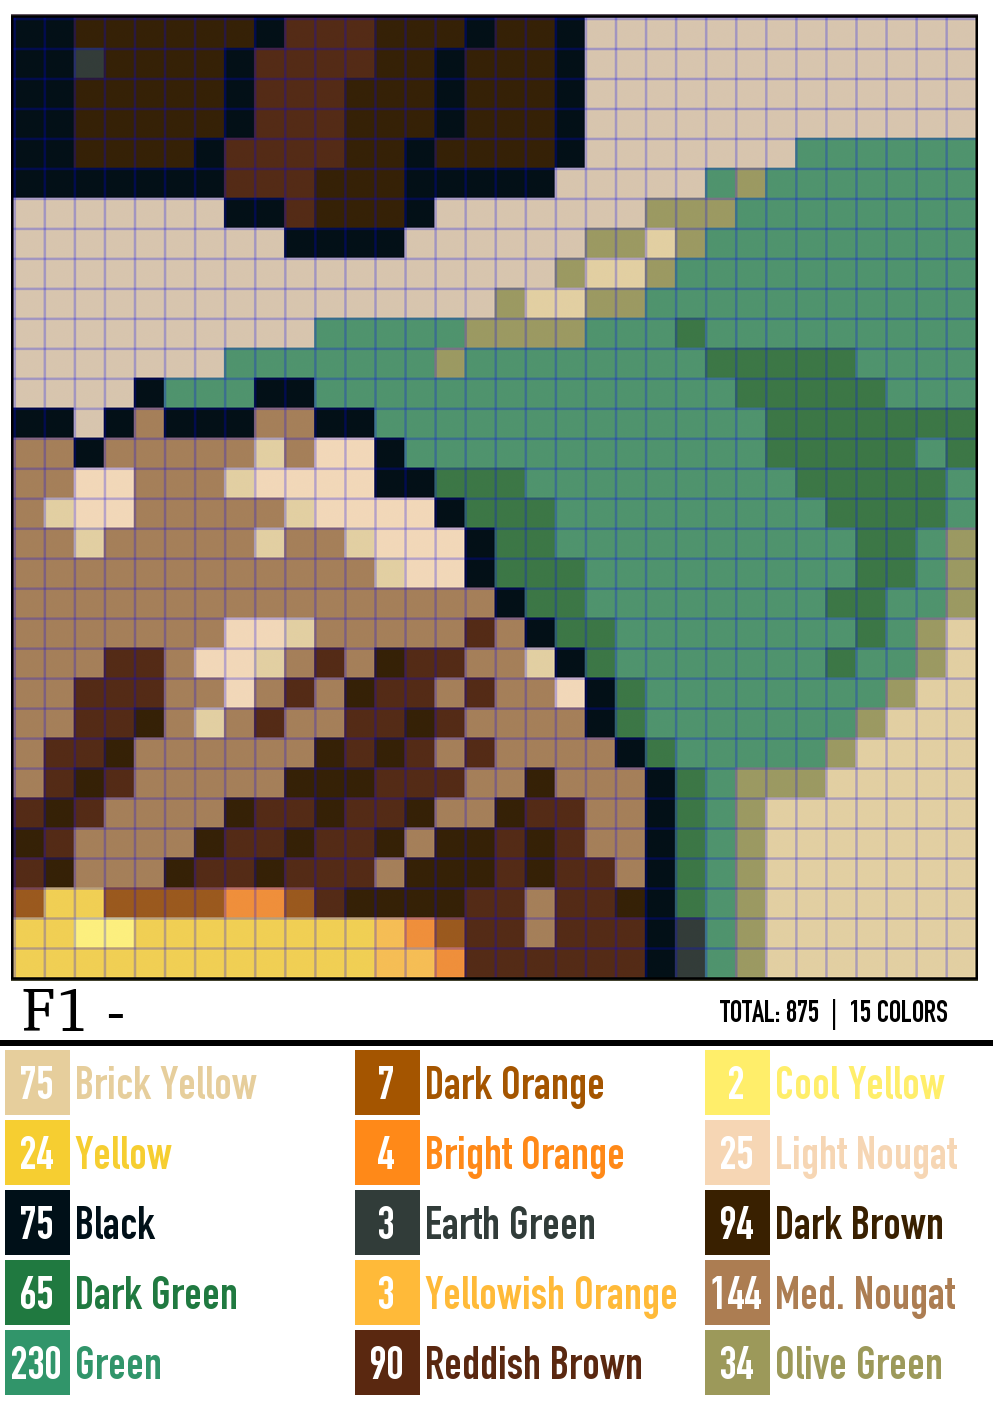 F1 -
TOTAL: 875 | 15 COLORS
75 Brick Yellow
24 Yellow
75 Black
65 Dark Green
230 Green
7 Dark Orange
4 Bright Orange
3 Earth Green
3 Yellowish Orange
90 Reddish Brown
2 Cool Yellow
25 Light Nougat
94 Dark Brown
144 Med. Nougat
34 Olive Green